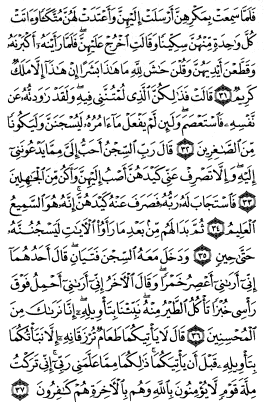 فَلَمَّا سَمِعَتْ بِمَكْرِهِنَّ أَرْسَلَتْ إِلَيْهِنَّ وَأَعْتَدَتْ لَهُنَّ مُتَّكَـًٔا وَءَاتَتْ
كُلَّ وَٰحِدَةٍ مِّنْهُنَّ سِكِّينًا وَقَالَتِ ٱخْرُجْ عَلَيْهِنَّ ۖ فَلَمَّا رَأَيْنَهُۥٓ أَكْبَرْنَهُۥ
وَقَطَّعْنَ أَيْدِيَهُنَّ وَقُلْنَ حَـٰشَ لِلَّهِ مَا هَـٰذَا بَشَرًا إِنْ هَـٰذَآ إِلَّا مَلَكٌ
كَرِيمٌ ﴿٣١﴾ قَالَتْ فَذَٰلِكُنَّ ٱلَّذِى لُمْتُنَّنِى فِيهِ ۖ وَلَقَدْ رَٰوَدتُّهُۥ عَن
نَّفْسِهِۦ فَٱسْتَعْصَمَ ۖ وَلَئِن لَّمْ يَفْعَلْ مَآ ءَامُرُهُۥ لَيُسْجَنَنَّ وَلَيَكُونًا
مِّنَ ٱلصَّـٰغِرِينَ ﴿٣٢﴾ قَالَ رَبِّ ٱلسِّجْنُ أَحَبُّ إِلَىَّ مِمَّا يَدْعُونَنِىٓ
إِلَيْهِ ۖ وَإِلَّا تَصْرِفْ عَنِّى كَيْدَهُنَّ أَصْبُ إِلَيْهِنَّ وَأَكُن مِّنَ ٱلْجَـٰهِلِينَ
﴿٣٣﴾ فَٱسْتَجَابَ لَهُۥ رَبُّهُۥ فَصَرَفَ عَنْهُ كَيْدَهُنَّ ۚ إِنَّهُۥ هُوَ ٱلسَّمِيعُ
ٱلْعَلِيمُ ﴿٣٤﴾ ثُمَّ بَدَا لَهُم مِّنۢ بَعْدِ مَا رَأَوُا۟ ٱلْـَٔايَـٰتِ لَيَسْجُنُنَّهُۥ
حَتَّىٰ حِينٍ ﴿٣٥﴾ وَدَخَلَ مَعَهُ ٱلسِّجْنَ فَتَيَانِ ۖ قَالَ أَحَدُهُمَآ
إِنِّىٓ أَرَىٰنِىٓ أَعْصِرُ خَمْرًا ۖ وَقَالَ ٱلْـَٔاخَرُ إِنِّىٓ أَرَىٰنِىٓ أَحْمِلُ فَوْقَ
رَأْسِى خُبْزًا تَأْكُلُ ٱلطَّيْرُ مِنْهُ ۖ نَبِّئْنَا بِتَأْوِيلِهِۦٓ ۖ إِنَّا نَرَىٰكَ مِنَ
ٱلْمُحْسِنِينَ ﴿٣٦﴾ قَالَ لَا يَأْتِيكُمَا طَعَامٌ تُرْزَقَانِهِۦٓ إِلَّا نَبَّأْتُكُمَا
بِتَأْوِيلِهِۦ قَبْلَ أَن يَأْتِيَكُمَا ۚ ذَٰلِكُمَا مِمَّا عَلَّمَنِى رَبِّىٓ ۚ إِنِّى تَرَكْتُ
مِلَّةَ قَوْمٍ لَّا يُؤْمِنُونَ بِٱللَّهِ وَهُم بِٱلْـَٔاخِرَةِ هُمْ كَـٰفِرُونَ ﴿٣٧﴾